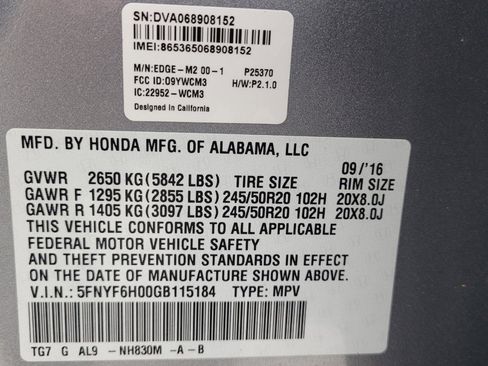 SN:DVA068908152
IMEI:865365068908152
M/N:EDGE-M2 00-1 P25370
FCC ID:O9YWCM3 H/W:P2.1.0
IC:22952-WCM3
Designed in California
MFD. BY HONDA MFG. OF ALABAMA, LLC
09/'16
GVWR 2650 KG(5842 LBS) TIRE SIZE RIM SIZE
GAWR F 1295 KG(2855 LBS)245/50R20 102H 20X8.0J
GAWR R 1405 KG(3097 LBS)245/50R20 102H 20X8.0J
THIS VEHICLE CONFORMS TO ALL APPLICABLE
FEDERAL MOTOR VEHICLE SAFETY
AND THEFT PREVENTION STANDARDS IN EFFECT
ON THE DATE OF MANUFACTURE SHOWN ABOVE.
V.I.N.: 5FNYF6H00GB115184 TYPE: MPV
TG7 G AL9 -NH830M -A-B